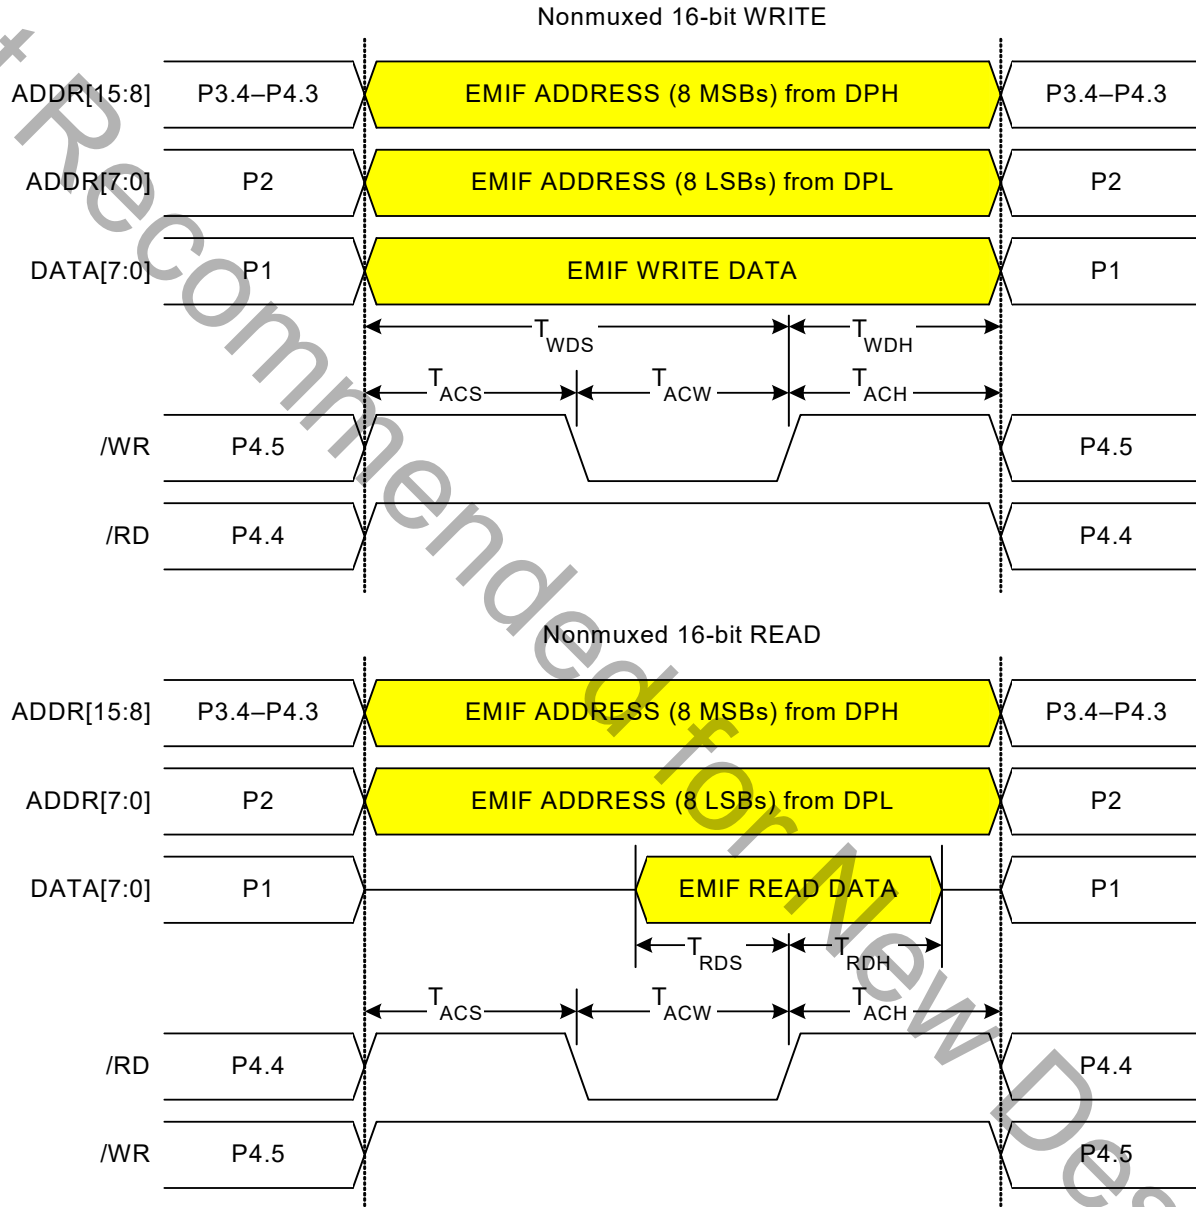 Nonmuxed 16-bit WRITE
ADDR[15:8] P3.4–P4.3 EMIF ADDRESS (8 MSBs) from DPH P3.4–P4.3
ADDR[7:0] P2 EMIF ADDRESS (8 LSBs) from DPL P2
DATA[7:0] P1 EMIF WRITE DATA P1
TWDS TWDH
TACS TACW TACH
/WR P4.5 P4.5
/RD P4.4 P4.4
Nonmuxed 16-bit READ
ADDR[15:8] P3.4–P4.3 EMIF ADDRESS (8 MSBs) from DPH P3.4–P4.3
ADDR[7:0] P2 EMIF ADDRESS (8 LSBs) from DPL P2
DATA[7:0] P1 EMIF READ DATA P1
TRDS TRDH
TACS TACW TACH
/RD P4.4 P4.4
/WR P4.5 P4.5
Recommended for New